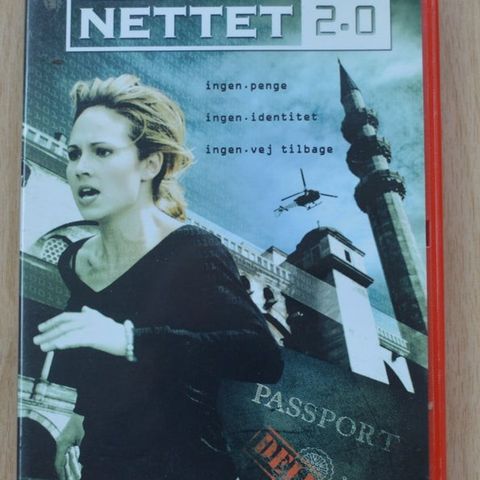 NETTET 2.0
ingen.penge
ingen.identitet
ingen.vej tilbage
PASSPORT